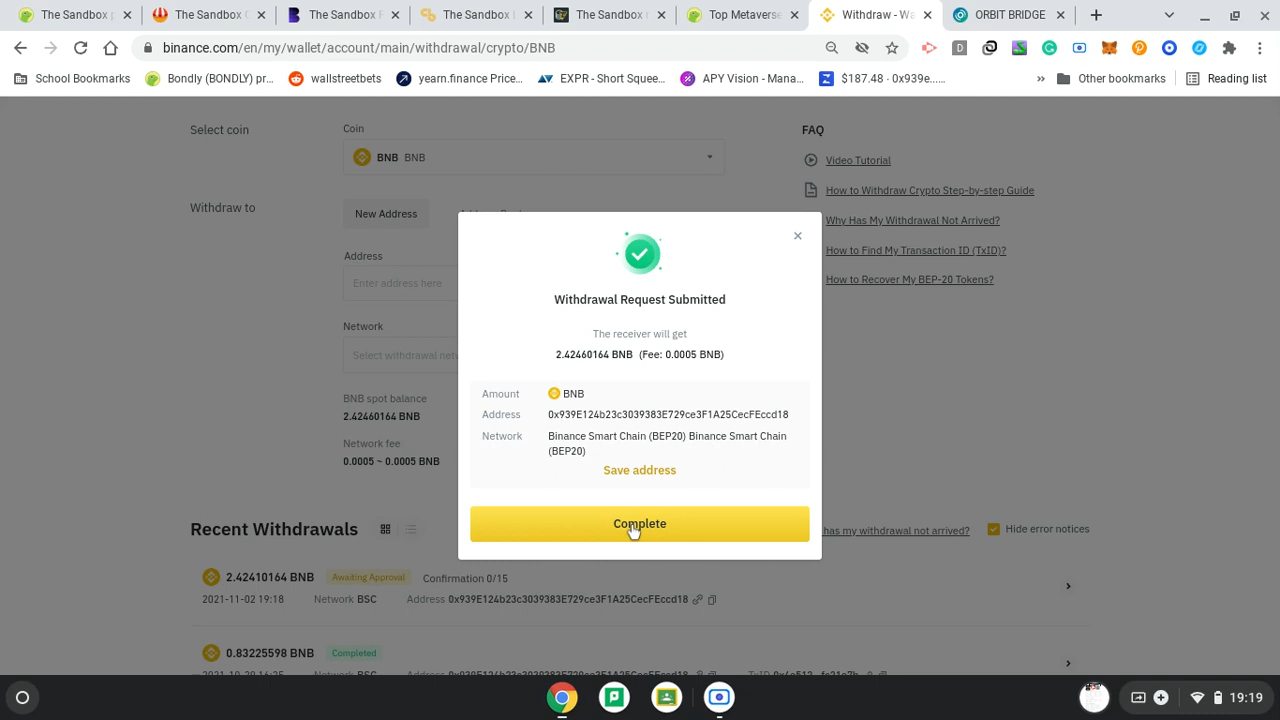 The Sandbox p
The Sandbox C
The Sandbox F
The Sandbox L
The Sandbox r
Top Metaverse
Withdraw - Wa
ORBIT BRIDGE
binance.com/en/my/wallet/account/main/withdrawal/crypto/BNB
School Bookmarks
Bondly (BONDLY) pr...
wallstreetbets
yearn.finance Price...
EXPR - Short Squee...
APY Vision - Mana...
$187.48 · 0x939e......
»
Other bookmarks
Reading list
Select coin
Coin
BNB BNB
FAQ
Video Tutorial
How to Withdraw Crypto Step-by-step Guide
Why Has My Withdrawal Not Arrived?
How to Find My Transaction ID (TxID)?
How to Recover My BEP-20 Tokens?
Withdraw to
New Address
Address
Enter address here
Network
Select withdrawal netw
BNB spot balance
2.42460164 BNB
Network fee
0.0005 ~ 0.0005 BNB
Withdrawal Request Submitted
The receiver will get
2.42460164 BNB (Fee: 0.0005 BNB)
Amount BNB
Address 0x939E124b23c3039383E729ce3F1A25CecFEccd18
Network Binance Smart Chain (BEP20) Binance Smart Chain
(BEP20)
Save address
Complete
Recent Withdrawals
has my withdrawal not arrived?
Hide error notices
2.42410164 BNB Awaiting Approval Confirmation 0/15
2021-11-02 19:18 Network BSC Address 0x939E124b23c3039383E729ce3F1A25CecFEccd18
0.83225598 BNB Completed
19:19